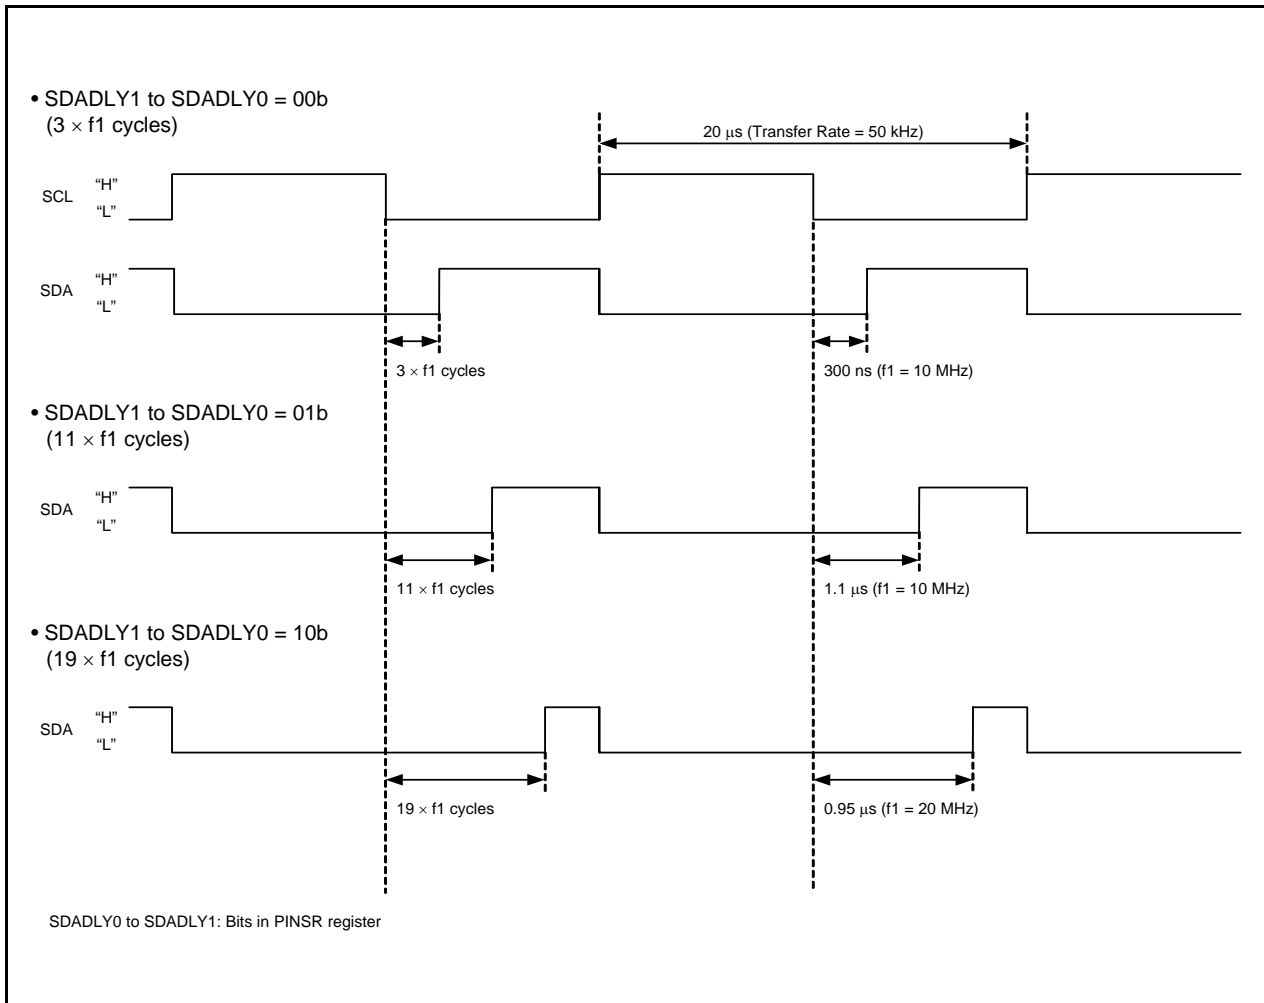 • SDADLY1 to SDADLY0 = 00b
(3 × f1 cycles)
20 μs (Transfer Rate = 50 kHz)
SCL
“H”
“L”
SDA
“H”
“L”
3 × f1 cycles
300 ns (f1 = 10 MHz)
• SDADLY1 to SDADLY0 = 01b
(11 × f1 cycles)
SDA
“H”
“L”
11 × f1 cycles
1.1 μs (f1 = 10 MHz)
• SDADLY1 to SDADLY0 = 10b
(19 × f1 cycles)
SDA
“H”
“L”
19 × f1 cycles
0.95 μs (f1 = 20 MHz)
SDADLY0 to SDADLY1: Bits in PINSR register